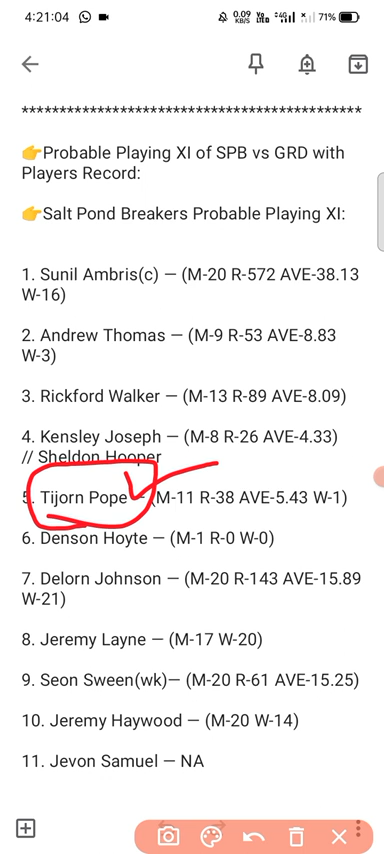 4:21:04
0.09 KB/S Vo LTE 4G 71%
*********************************************
👉Probable Playing XI of SPB vs GRD with
Players Record:
👉Salt Pond Breakers Probable Playing XI:
1. Sunil Ambris(c) — (M-20 R-572 AVE-38.13
W-16)
2. Andrew Thomas — (M-9 R-53 AVE-8.83
W-3)
3. Rickford Walker — (M-13 R-89 AVE-8.09)
4. Kensley Joseph — (M-8 R-26 AVE-4.33)
// Sheldon Hooper
5. Tijorn Pope — (M-11 R-38 AVE-5.43 W-1)
6. Denson Hoyte — (M-1 R-0 W-0)
7. Delorn Johnson — (M-20 R-143 AVE-15.89
W-21)
8. Jeremy Layne — (M-17 W-20)
9. Seon Sween(wk)— (M-20 R-61 AVE-15.25)
10. Jeremy Haywood — (M-20 W-14)
11. Jevon Samuel — NA